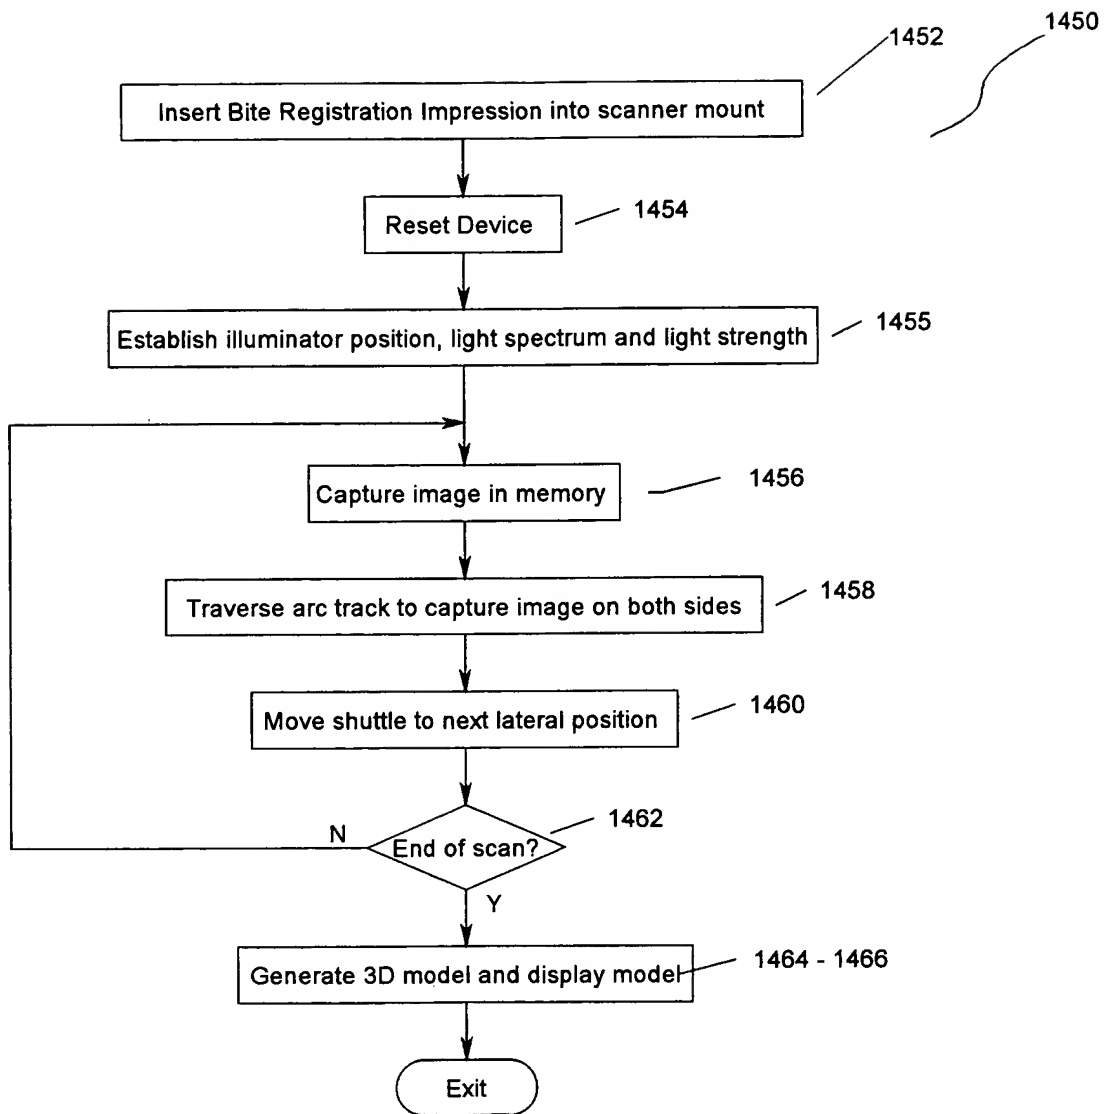 1450
1452
Insert Bite Registration Impression into scanner mount
1454
Reset Device
1455
Establish illuminator position, light spectrum and light strength
1456
Capture image in memory
1458
Traverse arc track to capture image on both sides
1460
Move shuttle to next lateral position
1462
N
End of scan?
Y
1464 - 1466
Generate 3D model and display model
Exit